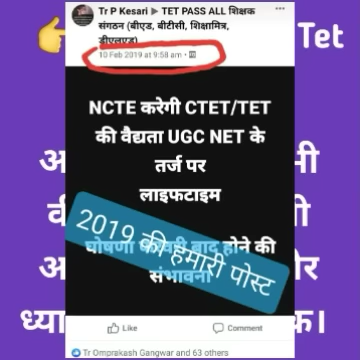 Tr P Kesari ▶ TET PASS ALL शिक्षक
संगठन (बीएड, बीटीसी, शिक्षामित्र,
डीएलएड)
10 Feb 2019 at 9:58 am
Tet
NCTE करेगी CTET/TET
की वैद्यता UGC NET के
तर्ज पर
लाइफटाइम
घोषणा बाद होने की
संभावना
2019 की हमारी पोस्ट
Like Comment
Tr Omprakash Gangwar and 63 others